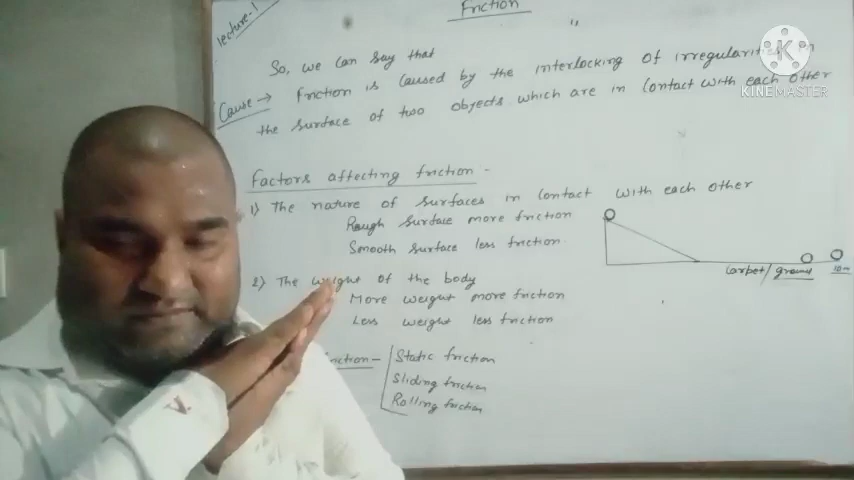 Lecture-1
Friction
"
So, we can say that
Cause → Friction is caused by the interlocking of irregularities
the surface of two objects which are in contact with each other
KINEMASTER
Factors affecting friction -
1) The nature of surfaces in contact with each other
Rough surface more friction
Smooth surface less friction
2) The weight of the body
More weight more friction
Less weight less friction
carpet/ground
10m
Static friction
Sliding friction
Rolling friction
V.